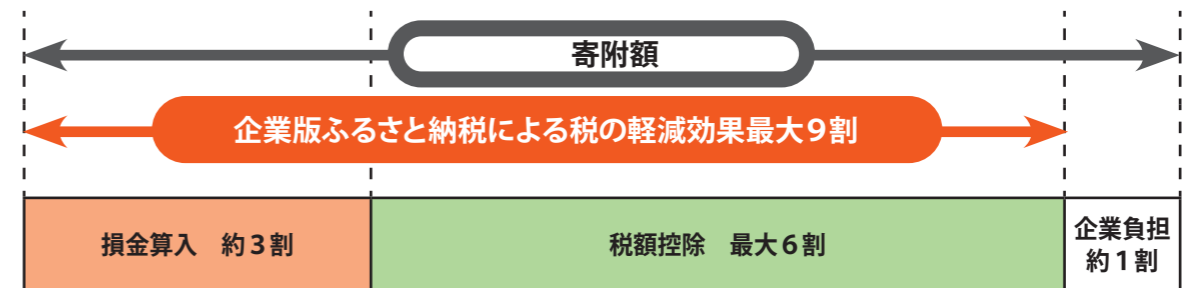 寄附額
企業版ふるさと納税による税の軽減効果最大９割
損金算入　約３割
税額控除　最大６割
企業負担
約１割